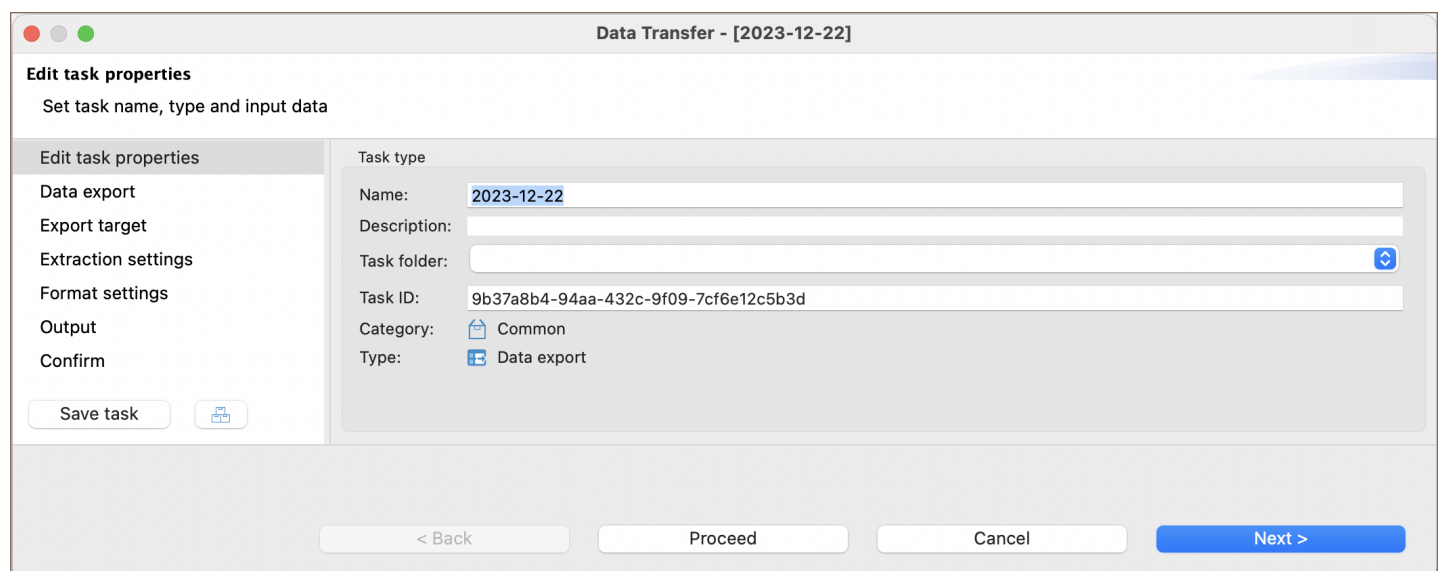 Data Transfer - [2023-12-22]
Edit task properties
Set task name, type and input data
Edit task properties
Data export
Export target
Extraction settings
Format settings
Output
Confirm
Save task
Task type
Name: 2023-12-22
Description:
Task folder:
Task ID: 9b37a8b4-94aa-432c-9f09-7cf6e12c5b3d
Category: Common
Type: Data export
< Back Proceed Cancel Next >